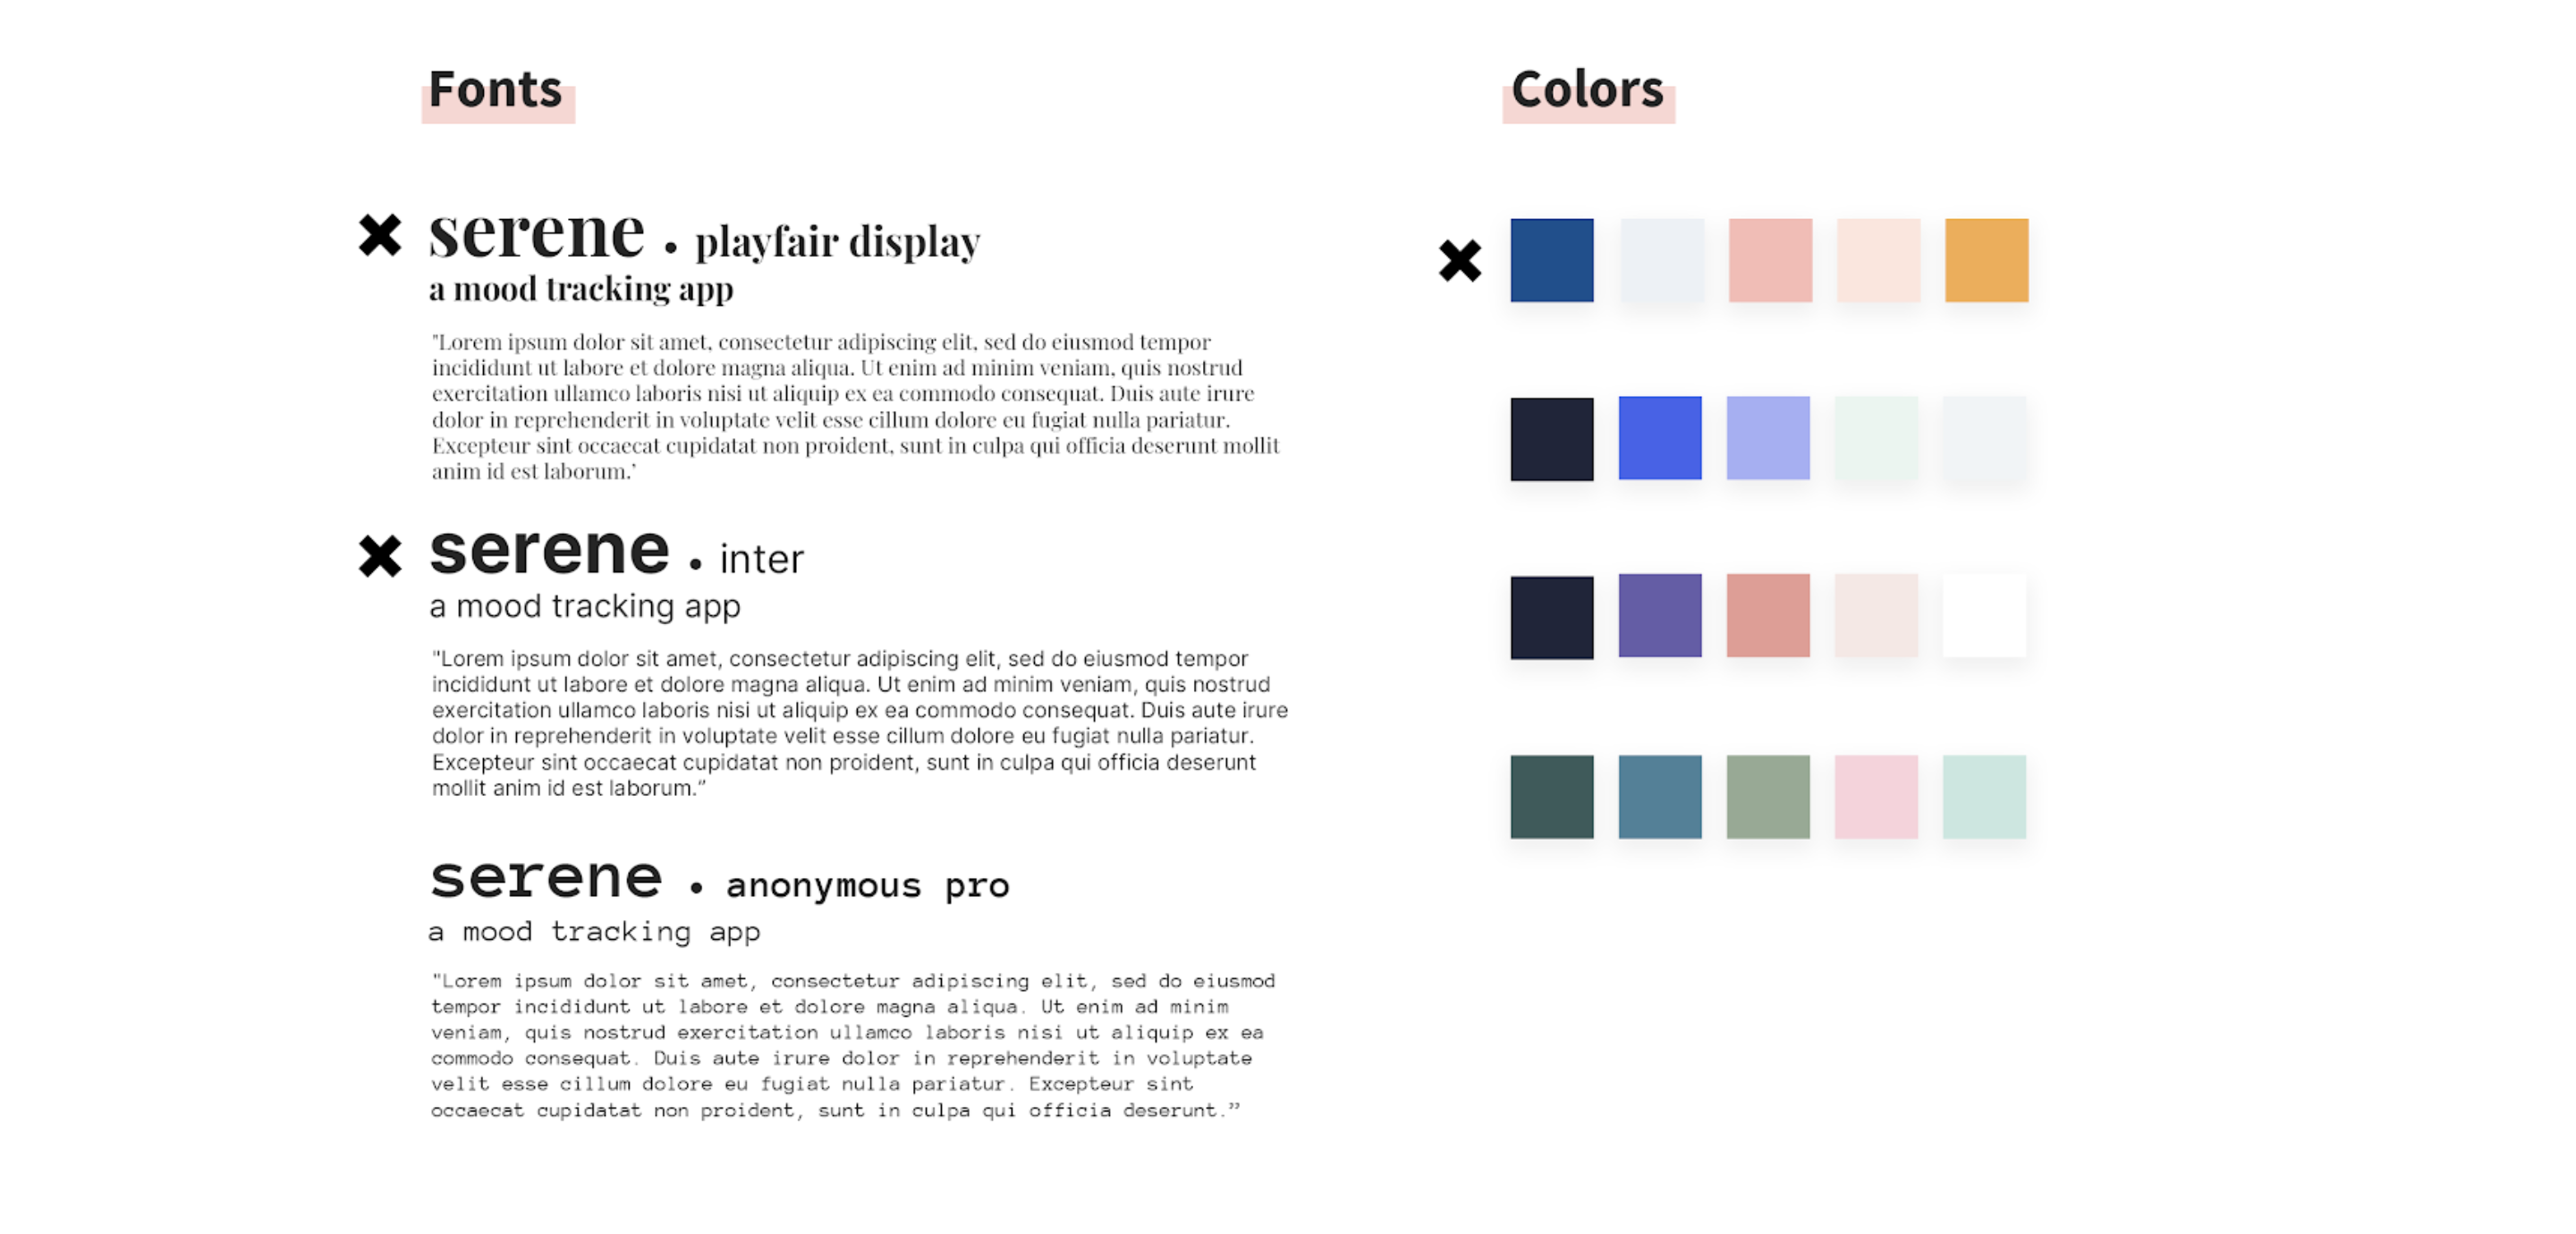 Fonts
serene • playfair display
a mood tracking app
"Lorem ipsum dolor sit amet, consectetur adipiscing elit, sed do eiusmod tempor
incididunt ut labore et dolore magna aliqua. Ut enim ad minim veniam, quis nostrud
exercitation ullamco laboris nisi ut aliquip ex ea commodo consequat. Duis aute irure
dolor in reprehenderit in voluptate velit esse cillum dolore eu fugiat nulla pariatur.
Excepteur sint occaecat cupidatat non proident, sunt in culpa qui officia deserunt mollit
anim id est laborum.’
serene • inter
a mood tracking app
"Lorem ipsum dolor sit amet, consectetur adipiscing elit, sed do eiusmod tempor
incididunt ut labore et dolore magna aliqua. Ut enim ad minim veniam, quis nostrud
exercitation ullamco laboris nisi ut aliquip ex ea commodo consequat. Duis aute irure
dolor in reprehenderit in voluptate velit esse cillum dolore eu fugiat nulla pariatur.
Excepteur sint occaecat cupidatat non proident, sunt in culpa qui officia deserunt
mollit anim id est laborum.”
serene • anonymous pro
a mood tracking app
"Lorem ipsum dolor sit amet, consectetur adipiscing elit, sed do eiusmod
tempor incididunt ut labore et dolore magna aliqua. Ut enim ad minim
veniam, quis nostrud exercitation ullamco laboris nisi ut aliquip ex ea
commodo consequat. Duis aute irure dolor in reprehenderit in voluptate
velit esse cillum dolore eu fugiat nulla pariatur. Excepteur sint
occaecat cupidatat non proident, sunt in culpa qui officia deserunt.”
Colors